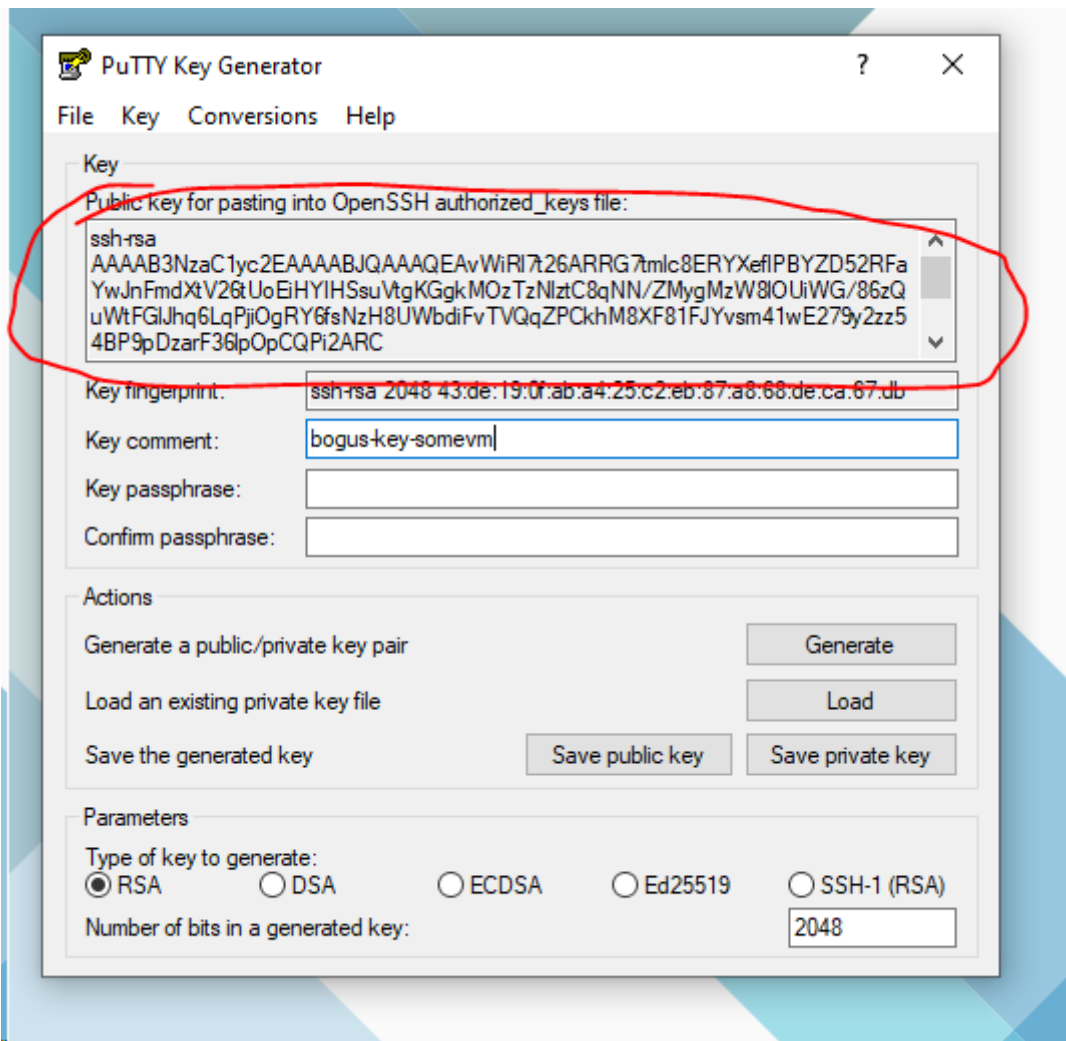 PuTTY Key Generator
File Key Conversions Help
Key
Public key for pasting into OpenSSH authorized_keys file:
ssh-rsa
AAAAB3NzaC1yc2EAAAABJQAAAQEAvWiRl7t26ARRG7tmlc8ERYXeflPBYZD52RFa
YwJnFmdXtV26tUoEiHYlHSsuVtgKGgkMOzTzNlztC8qNN/ZMygMzW8lOUiWG/86zQ
uWtFGlJhq6LqPjiOgRY6fsNzH8UWbdiFvTVQqZPCkhM8XF81FJYvsm41wE279y2zz5
4BP9pDzarF36lpOpCQPi2ARC
Key fingerprint: ssh-rsa 2048 43:de:19:0f:ab:a4:25:c2:eb:87:a8:68:de:ca:67:db
Key comment: bogus-key-somevm
Key passphrase:
Confirm passphrase:
Actions
Generate a public/private key pair Generate
Load an existing private key file Load
Save the generated key Save public key Save private key
Parameters
Type of key to generate:
RSA DSA ECDSA Ed25519 SSH-1 (RSA)
Number of bits in a generated key: 2048